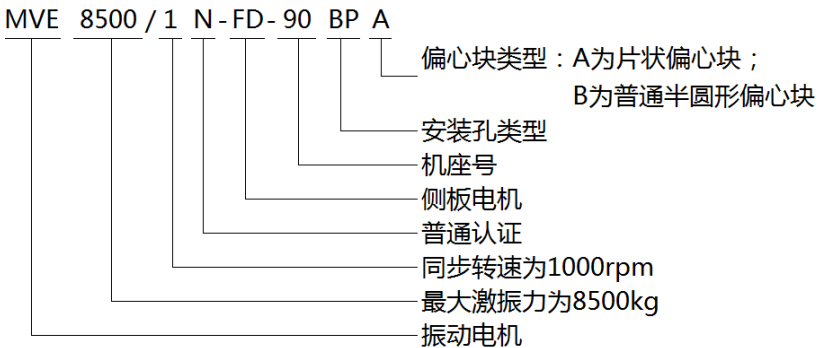 MVE 8500 / 1 N - FD - 90 BP A
偏心块类型：A为片状偏心块；
B为普通半圆形偏心块
安装孔类型
机座号
侧板电机
普通认证
同步转速为1000rpm
最大激振力为8500kg
振动电机